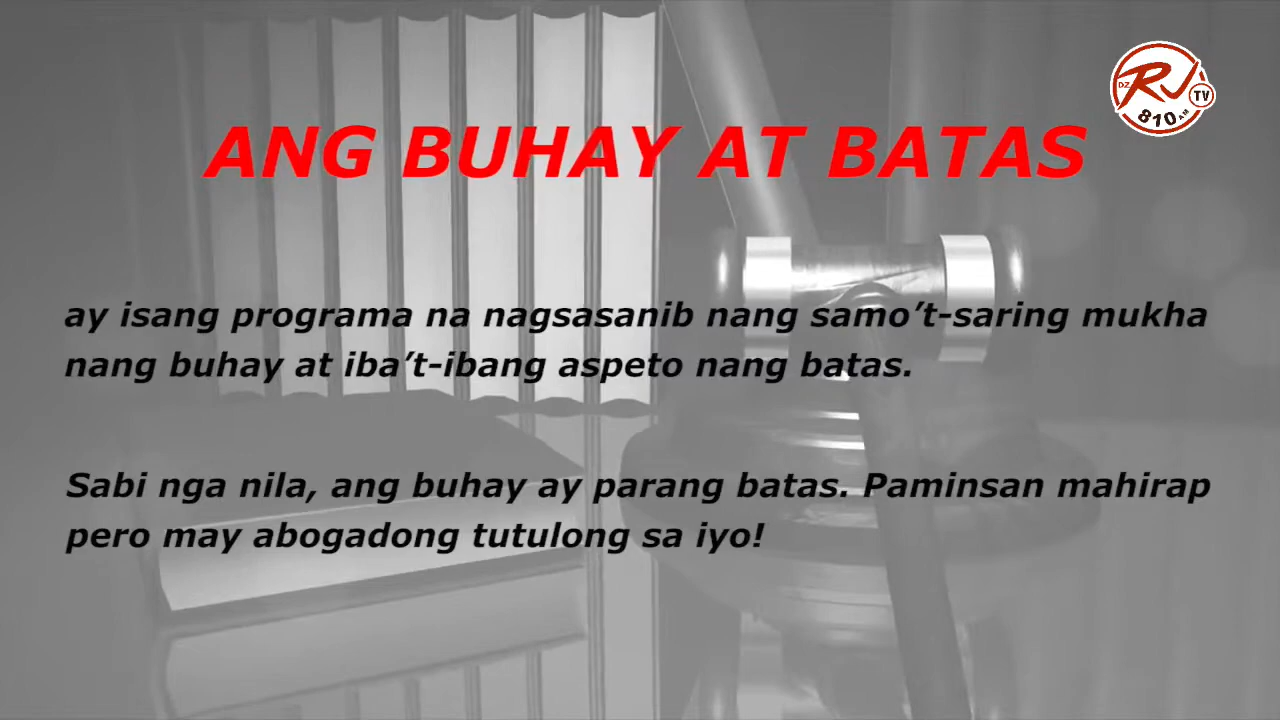 DZ RJ TV
810 AM
ANG BUHAY AT BATAS
ay isang programa na nagsasanib nang samo’t-saring mukha
nang buhay at iba’t-ibang aspeto nang batas.
Sabi nga nila, ang buhay ay parang batas. Paminsan mahirap
pero may abogadong tutulong sa iyo!